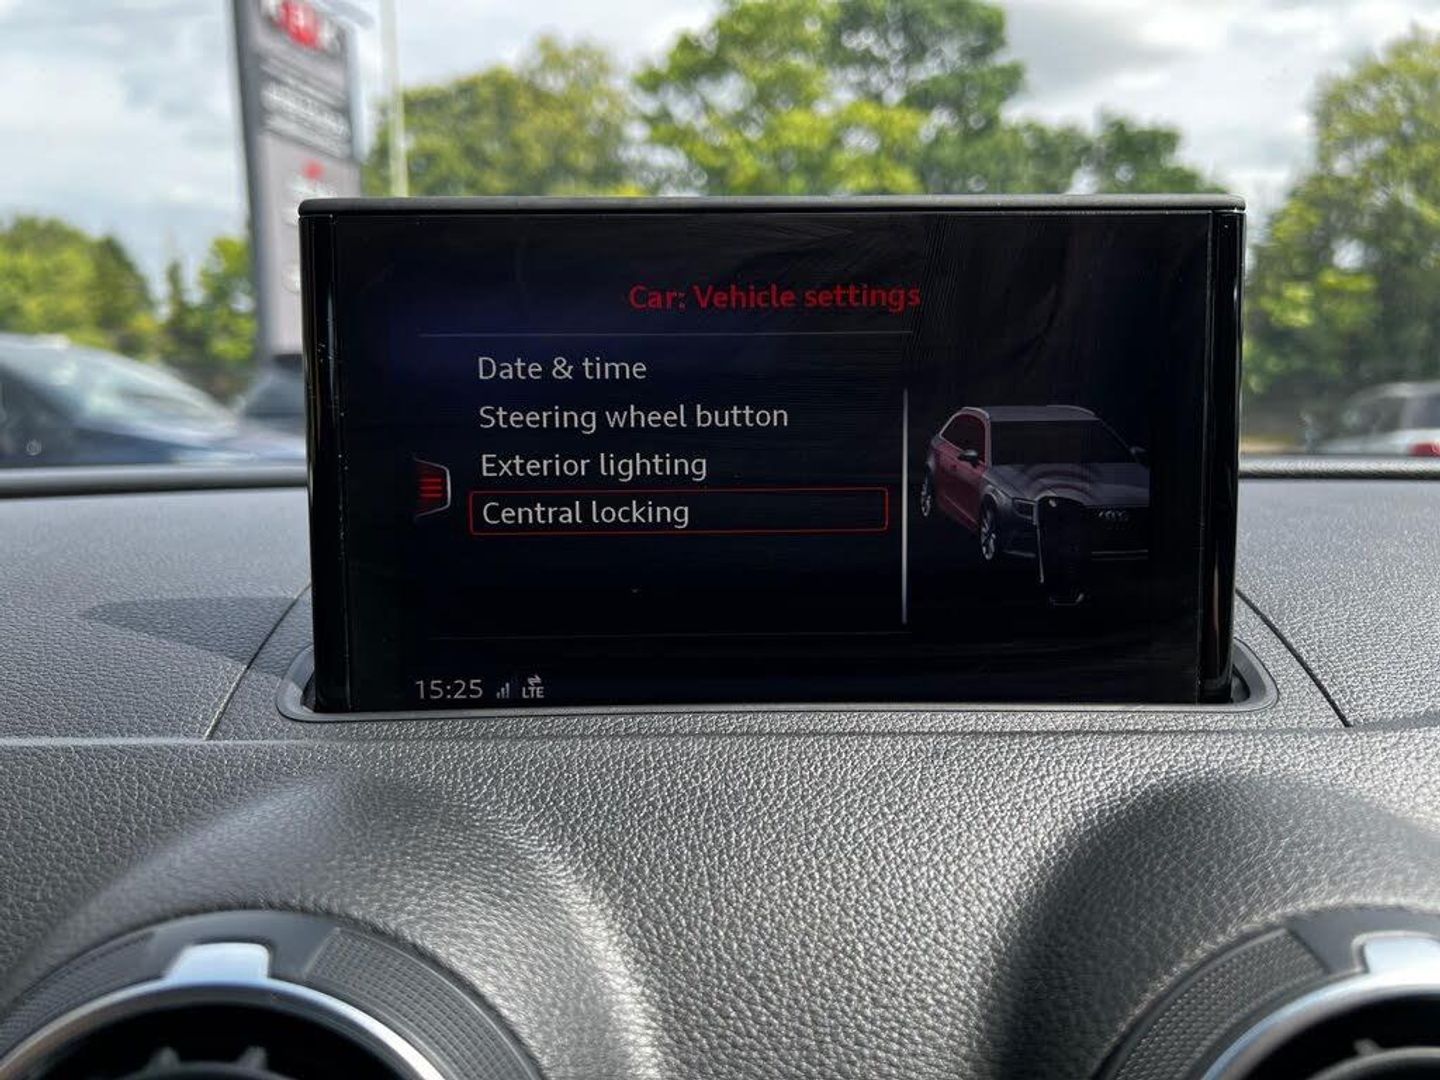 Car: Vehicle settings
Date & time
Steering wheel button
Exterior lighting
Central locking
15:25 LTE